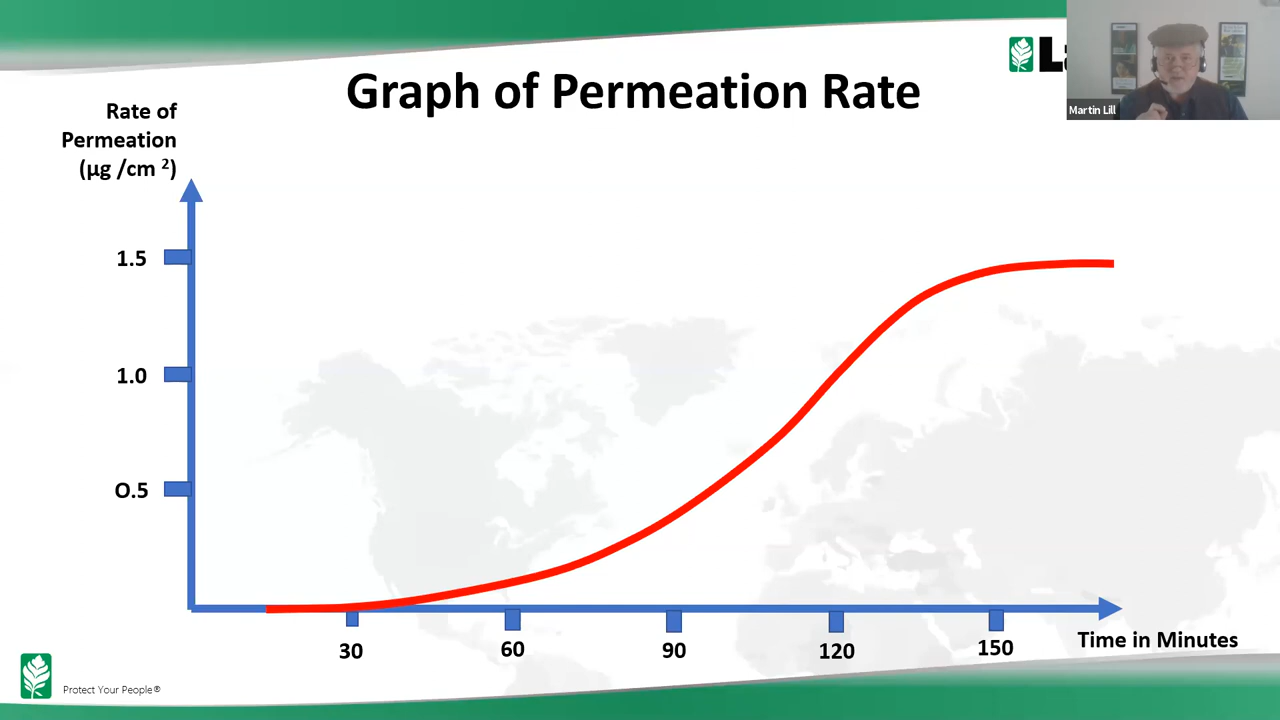 Graph of Permeation Rate
La
Martin Lill
Rate of
Permeation
(µg /cm ²)
1.5
1.0
O.5
30
60
90
120
150
Time in Minutes
Protect Your People®